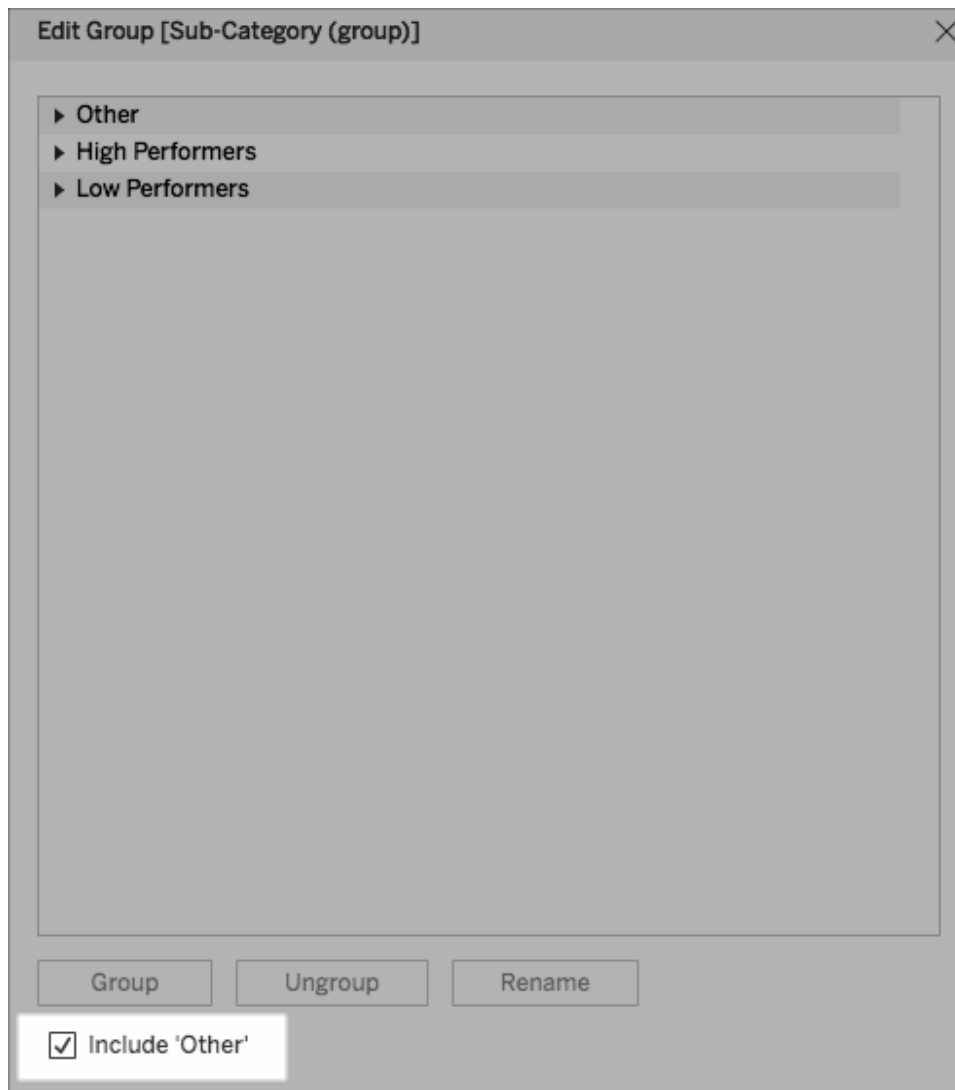 Edit Group [Sub-Category (group)]
Other
High Performers
Low Performers
Group Ungroup Rename
Include 'Other'